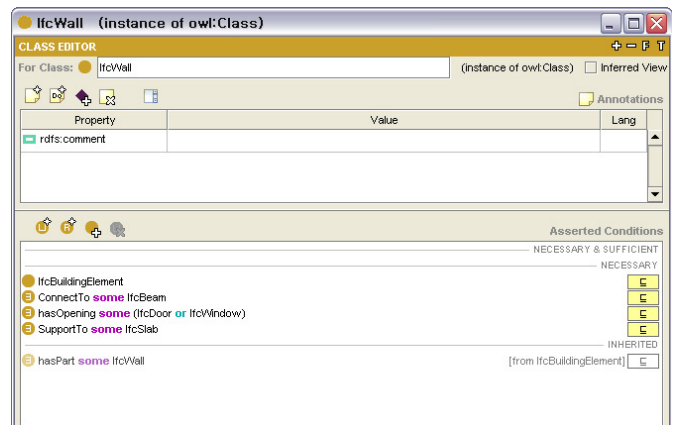 IfcWall   (instance of owl:Class)
CLASS EDITOR
For Class: IfcWall (instance of owl:Class) Inferred View
Annotations
Property Value Lang
rdfs:comment
Asserted Conditions
NECESSARY & SUFFICIENT
NECESSARY
IfcBuildingElement
ConnectTo some IfcBeam
hasOpening some (IfcDoor or IfcWindow)
SupportTo some IfcSlab
INHERITED
hasPart some IfcWall [from IfcBuildingElement]